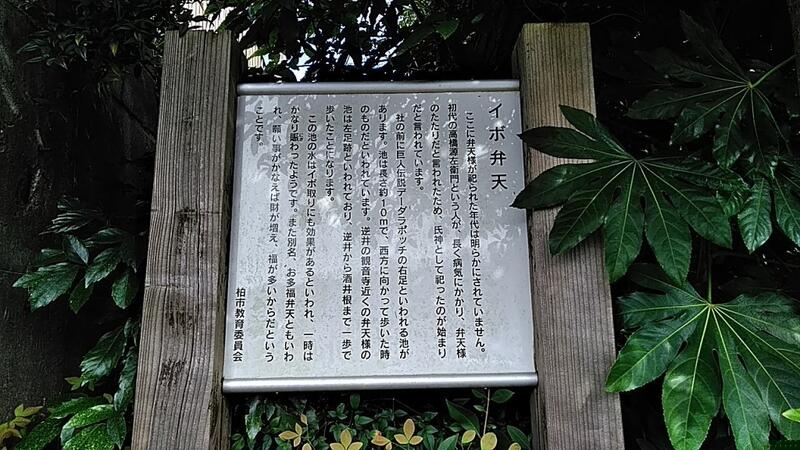 イボ弁天
ここに弁天様が祀られた年代は明らかにされていません。
初代の高橋源左衛門という人が、長く病気にかかり、弁天様
のたたりだと言われたため、氏神として祀ったのが始まり
だと言われています。
社の前に巨人伝説デーダラボッチの右足といわれる池が
あります。池は長さ約10mで、西方に向かって歩いた時
のものだといわれています。逆井の観音寺近くの弁天様の
池は左足跡といわれており、逆井から酒井根まで一歩で
歩いたことになります。
この池の水はイボ取りにも効果があるといわれ、一時は
かなり賑わったようです。また別名、お多福弁天ともいわ
れ、願い事がかなえば財が増え、福が多いからだという
ことです。
柏市教育委員会